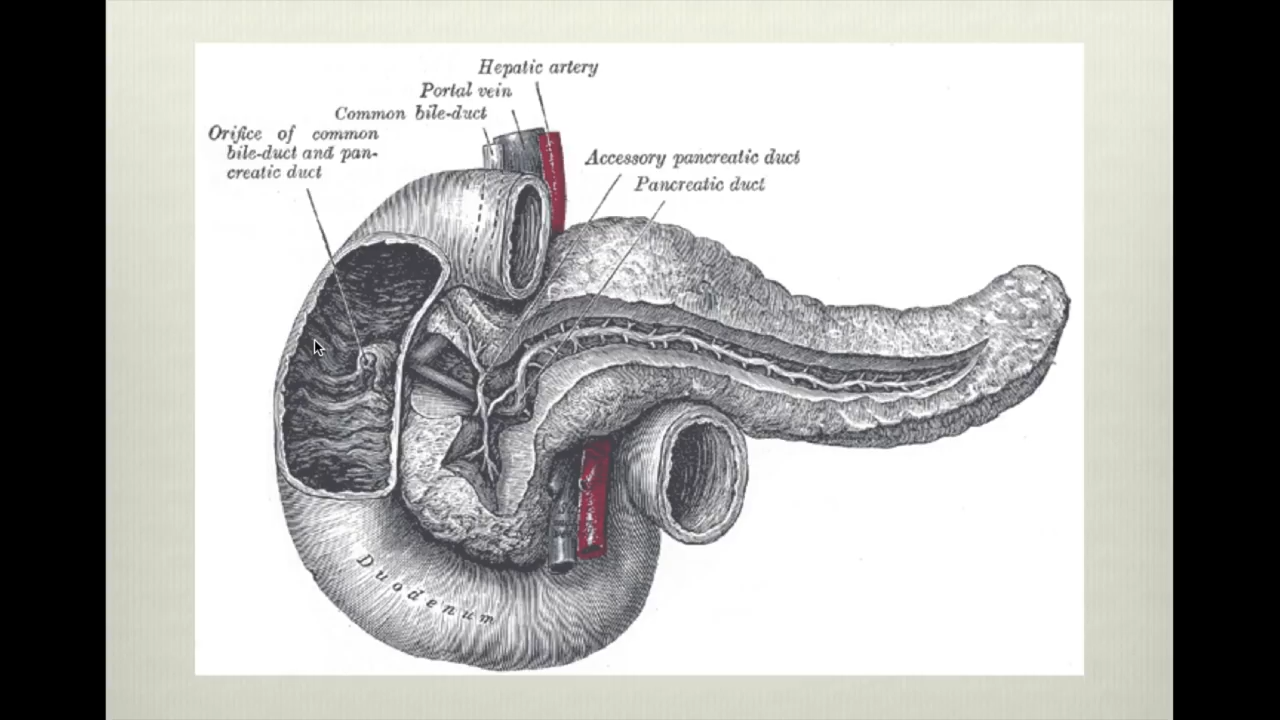 Hepatic artery
Portal vein
Common bile-duct
Orifice of common
bile-duct and pan-
creatic duct
Accessory pancreatic duct
Pancreatic duct
Duodenum